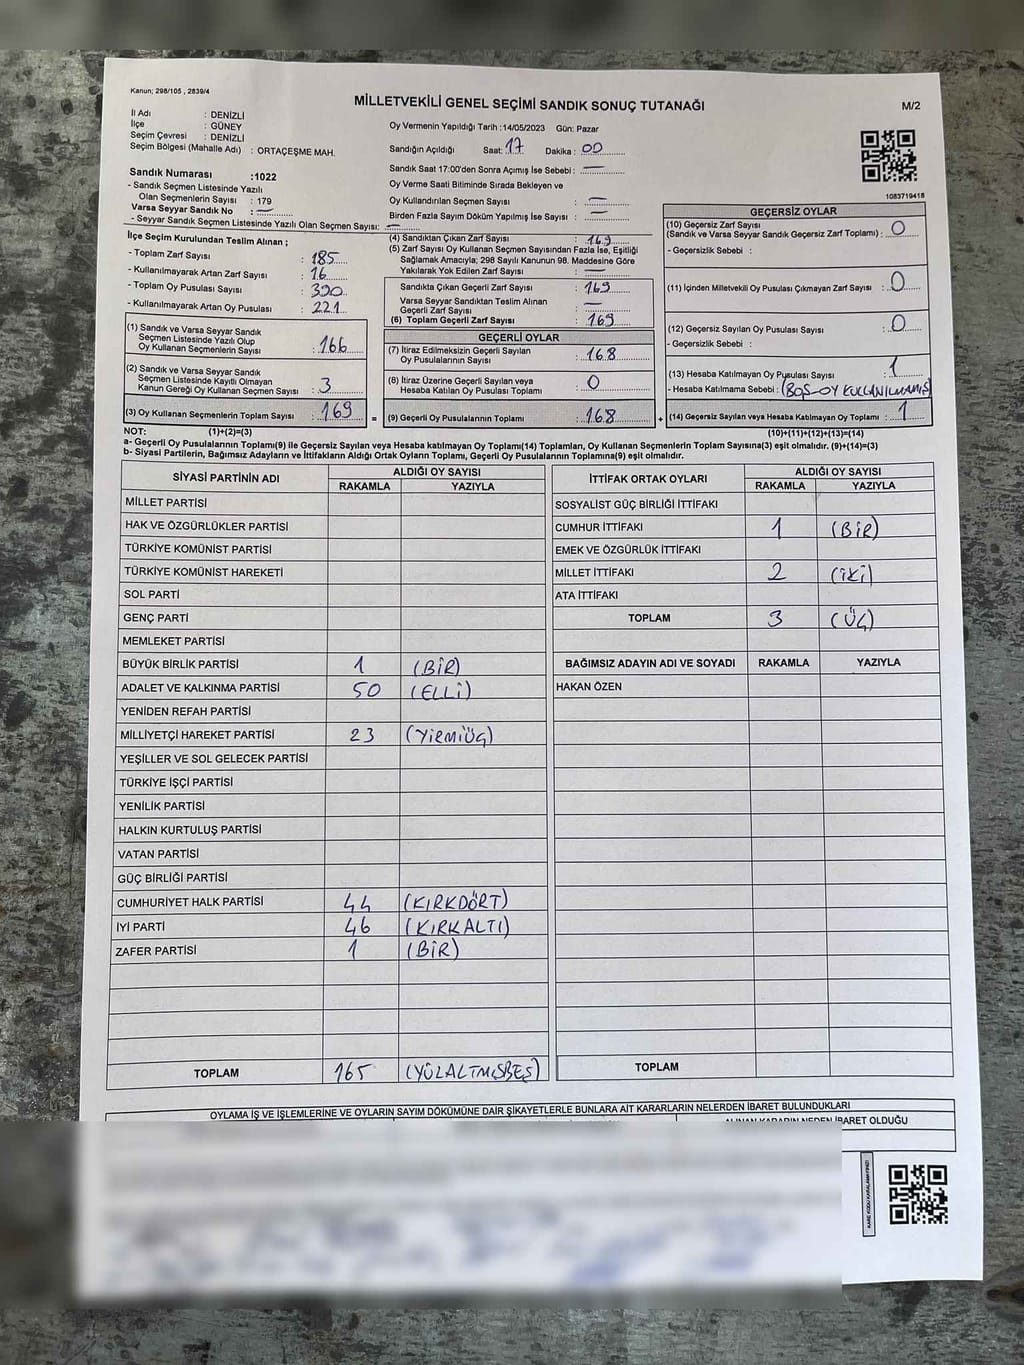 Kanun; 298/105 , 2839/4
MİLLETVEKİLİ GENEL SEÇİMİ SANDIK SONUÇ TUTANAĞI
M/2
İl Adı : DENİZLİ
İlçe : GÜNEY
Seçim Çevresi : DENİZLİ
Seçim Bölgesi (Mahalle Adı) : ORTAÇEŞME MAH.
Sandık Numarası :1022
- Sandık Seçmen Listesinde Yazılı
Olan Seçmenlerin Sayısı : 179
Varsa Seyyar Sandık No : —
- Seyyar Sandık Seçmen Listesinde Yazılı Olan Seçmen Sayısı: —
Oy Vermenin Yapıldığı Tarih :14/05/2023 Gün: Pazar
Sandığın Açıldığı Saat: 17 Dakika : 00
Sandık Saat 17:00'den Sonra Açımış İse Sebebi : —
Oy Verme Saati Bitiminde Sırada Bekleyen ve
Oy Kullandırılan Seçmen Sayısı : —
Birden Fazla Sayım Döküm Yapılmış İse Sayısı : —
1083719418
İlçe Seçim Kurulundan Teslim Alınan ;
- Toplam Zarf Sayısı : 185
- Kullanılmayarak Artan Zarf Sayısı : 16
- Toplam Oy Pusulası Sayısı : 390
- Kullanılmayarak Artan Oy Pusulası : 221
(1) Sandık ve Varsa Seyyar Sandık
Seçmen Listesinde Yazılı Olup
Oy Kullanan Seçmenlerin Sayısı : 166
(2) Sandık ve Varsa Seyyar Sandık
Seçmen Listesinde Kayıtlı Olmayan
Kanun Gereği Oy Kullanan Seçmen Sayısı : 3
(3) Oy Kullanan Seçmenlerin Toplam Sayısı : 169
=
(4) Sandıktan Çıkan Zarf Sayısı : 169
(5) Zarf Sayısı Oy Kullanan Seçmen Sayısından Fazla İse, Eşitliği
Sağlamak Amacıyla; 298 Sayılı Kanunun 98. Maddesine Göre
Yakılarak Yok Edilen Zarf Sayısı : —
Sandıkta Çıkan Geçerli Zarf Sayısı : 169
Varsa Seyyar Sandıktan Teslim Alınan
Geçerli Zarf Sayısı : —
(6) Toplam Geçerli Zarf Sayısı : 169
GEÇERLİ OYLAR
(7) İtiraz Edilmeksizin Geçerli Sayılan
Oy Pusulalarının Sayısı : 168
(8) İtiraz Üzerine Geçerli Sayılan veya
Hesaba Katılan Oy Pusulası Toplamı : 0
(9) Geçerli Oy Pusulalarının Toplamı : 168
+
GEÇERSİZ OYLAR
(10) Geçersiz Zarf Sayısı
(Sandık ve Varsa Seyyar Sandık Geçersiz Zarf Toplamı) : 0
- Geçersizlik Sebebi :
(11) İçinden Milletvekili Oy Pusulası Çıkmayan Zarf Sayısı : 0
(12) Geçersiz Sayılan Oy Pusulası Sayısı : 0
- Geçersizlik Sebebi :
(13) Hesaba Katılmayan Oy Pusulası Sayısı : 1
- Hesaba Katılmama Sebebi : (BOŞ-OY KULLANILMAMIŞ)
(14) Geçersiz Sayılan veya Hesaba Katılmayan Oy Toplamı : 1
NOT: (1)+(2)=(3) (10)+(11)+(12)+(13)=(14)
a- Geçerli Oy Pusulalarının Toplamı(9) ile Geçersiz Sayılan veya Hesaba katılmayan Oy Toplamı(14) Toplamları, Oy Kullanan Seçmenlerin Toplam Sayısına(3) eşit olmalıdır. (9)+(14)=(3)
b- Siyasi Partilerin, Bağımsız Adayların ve İttifakların Aldığı Ortak Oyların Toplamı, Geçerli Oy Pusulalarının Toplamına(9) eşit olmalıdır.
SİYASİ PARTİNİN ADI ALDIĞI OY SAYISI
RAKAMLA YAZIYLA
MİLLET PARTİSİ
HAK VE ÖZGÜRLÜKLER PARTİSİ
TÜRKİYE KOMÜNİST PARTİSİ
TÜRKİYE KOMÜNİST HAREKETİ
SOL PARTİ
GENÇ PARTİ
MEMLEKET PARTİSİ
BÜYÜK BİRLİK PARTİSİ 1 (BİR)
ADALET VE KALKINMA PARTİSİ 50 (ELLİ)
YENİDEN REFAH PARTİSİ
MİLLİYETÇİ HAREKET PARTİSİ 23 (YİRMİÜÇ)
YEŞİLLER VE SOL GELECEK PARTİSİ
TÜRKİYE İŞÇİ PARTİSİ
YENİLİK PARTİSİ
HALKIN KURTULUŞ PARTİSİ
VATAN PARTİSİ
GÜÇ BİRLİĞİ PARTİSİ
CUMHURİYET HALK PARTİSİ 44 (KIRKDÖRT)
İYİ PARTİ 46 (KIRKALTI)
ZAFER PARTİSİ 1 (BİR)
TOPLAM 165 (YÜZALTMIŞBEŞ)
İTTİFAK ORTAK OYLARI ALDIĞI OY SAYISI
RAKAMLA YAZIYLA
SOSYALİST GÜÇ BİRLİĞİ İTTİFAKI
CUMHUR İTTİFAKI 1 (BİR)
EMEK VE ÖZGÜRLÜK İTTİFAKI
MİLLET İTTİFAKI 2 (İKİ)
ATA İTTİFAKI
TOPLAM 3 (ÜÇ)
BAĞIMSIZ ADAYIN ADI VE SOYADI RAKAMLA YAZIYLA
HAKAN ÖZEN
TOPLAM
OYLAMA İŞ VE İŞLEMLERİNE VE OYLARIN SAYIM DÖKÜMÜNE DAİR ŞİKAYETLERLE BUNLARA AİT KARARLARIN NELERDEN İBARET BULUNDUKLARI
ALINAN KARARIN NEDEN İBARET OLDUĞU